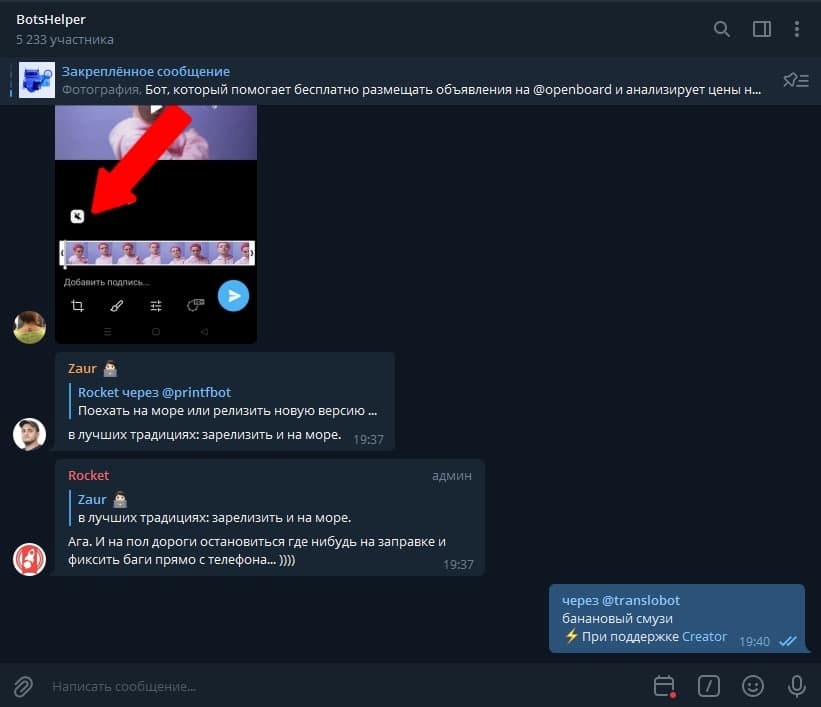 BotsHelper
5 233 участника
Закреплённое сообщение
Фотография, Бот, который помогает бесплатно размещать объявления на @openboard и анализирует цены н...
Добавить подпись...
Zaur
Rocket через @printfbot
Поехать на море или релизить новую версию ...
в лучших традициях: зарелизить и на море. 19:37
Rocket админ
Zaur
в лучших традициях: зарелизить и на море.
Ага. И на пол дороги остановиться где нибудь на заправке и
фиксить баги прямо с телефона... ))))
19:37
через @translobot
банановый смузи
⚡ При поддержке Creator 19:40
Написать сообщение...